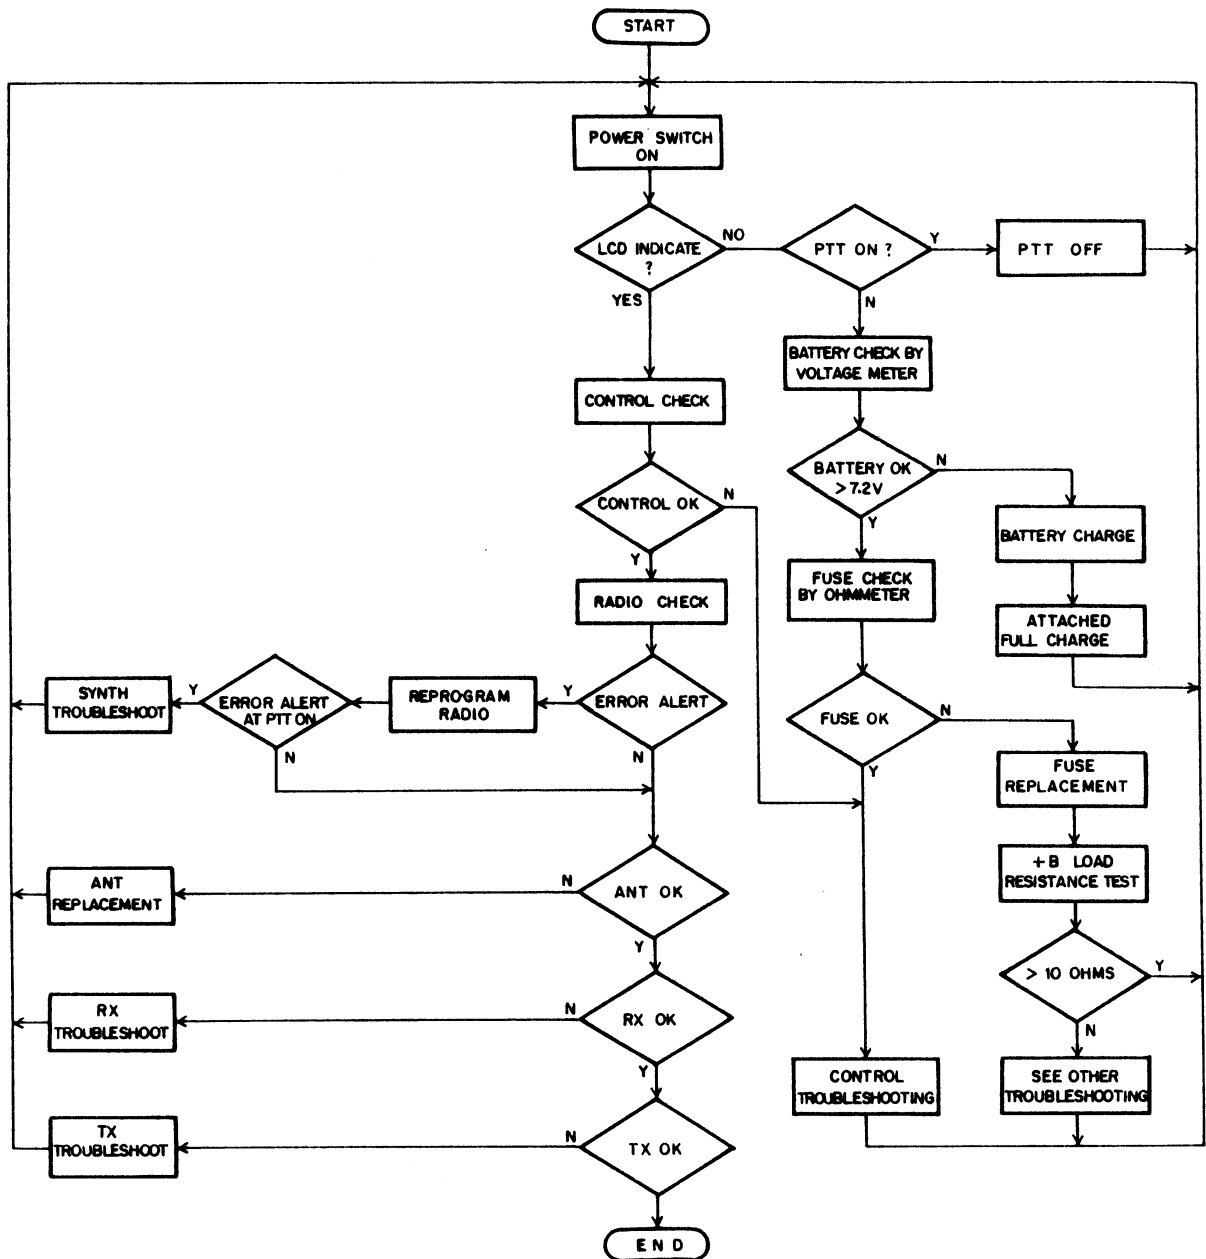 START
POWER SWITCH
ON
LCD INDICATE
?
NO
YES
PTT ON ?
Y
N
PTT OFF
BATTERY CHECK BY
VOLTAGE METER
CONTROL CHECK
BATTERY OK
> 7.2V
N
Y
CONTROL OK
N
Y
BATTERY CHARGE
FUSE CHECK
BY OHMMETER
RADIO CHECK
ATTACHED
FULL CHARGE
SYNTH
TROUBLESHOOT
Y
ERROR ALERT
AT PTT ON
N
REPROGRAM
RADIO
Y
ERROR ALERT
N
FUSE OK
N
Y
FUSE
REPLACEMENT
+B LOAD
RESISTANCE TEST
ANT
REPLACEMENT
N
ANT OK
Y
> 10 OHMS
Y
N
RX
TROUBLESHOOT
N
RX OK
Y
CONTROL
TROUBLESHOOTING
SEE OTHER
TROUBLESHOOTING
TX
TROUBLESHOOT
N
TX OK
END